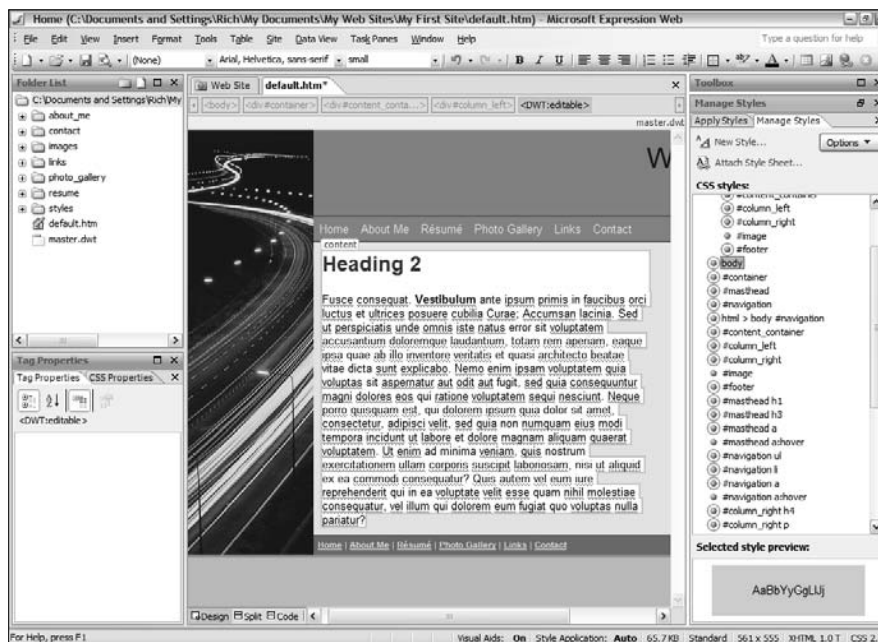 Home (C:\Documents and Settings\Rich\My Documents\My Web Sites\My First Site\default.htm) - Microsoft Expression Web
File Edit View Insert Format Tools Table Site Data View Task Panes Window Help
Type a question for help
(None) Arial, Helvetica, sans-serif small
B I U
Folder List
C:\Documents and Settings\Rich\My
about_me
contact
images
links
photo_gallery
resume
styles
default.htm
master.dwt
Tag Properties
Tag Properties CSS Properties
<DWT:editable>
Web Site default.htm*
<body> <div#container> <div#content_conta...> <div#column_left> <DWT:editable>
master.dwt
W
Home About Me Résumé Photo Gallery Links Contact
content
Heading 2
Fusce consequat. Vestibulum ante ipsum primis in faucibus orci
luctus et ultrices posuere cubilia Curae; Accumsan lacinia. Sed
ut perspiciatis unde omnis iste natus error sit voluptatem
accusantium doloremque laudantium, totam rem aperiam, eaque
ipsa quae ab illo inventore veritatis et quasi architecto beatae
vitae dicta sunt explicabo. Nemo enim ipsam voluptatem quia
voluptas sit aspernatur aut odit aut fugit, sed quia consequuntur
magni dolores eos qui ratione voluptatem sequi nesciunt. Neque
porro quisquam est, qui dolorem ipsum quia dolor sit amet,
consectetur, adipisci velit, sed quia non numquam eius modi
tempora incidunt ut labore et dolore magnam aliquam quaerat
voluptatem. Ut enim ad minima veniam, quis nostrum
exercitationem ullam corporis suscipit laboriosam, nisi ut aliquid
ex ea commodi consequatur? Quis autem vel eum iure
reprehenderit qui in ea voluptate velit esse quam nihil molestiae
consequatur, vel illum qui dolorem eum fugiat quo voluptas nulla
pariatur?
Home | About Me | Résumé | Photo Gallery | Links | Contact
Design Split Code
Toolbox
Manage Styles
Apply Styles Manage Styles
New Style... Options
Attach Style Sheet...
CSS styles:
#content_container
#column_left
#column_right
#image
#footer
body
#container
#masthead
#navigation
html > body #navigation
#content_container
#column_left
#column_right
#image
#footer
#masthead h1
#masthead h3
#masthead a
#masthead a:hover
#navigation ul
#navigation li
#navigation a
#navigation a:hover
#column_right h4
#column_right p
Selected style preview:
AaBbYyGgLlJj
For Help, press F1
Visual Aids: On Style Application: Auto 65.7 KB Standard 561 x 555 XHTML 1.0 T CSS 2.